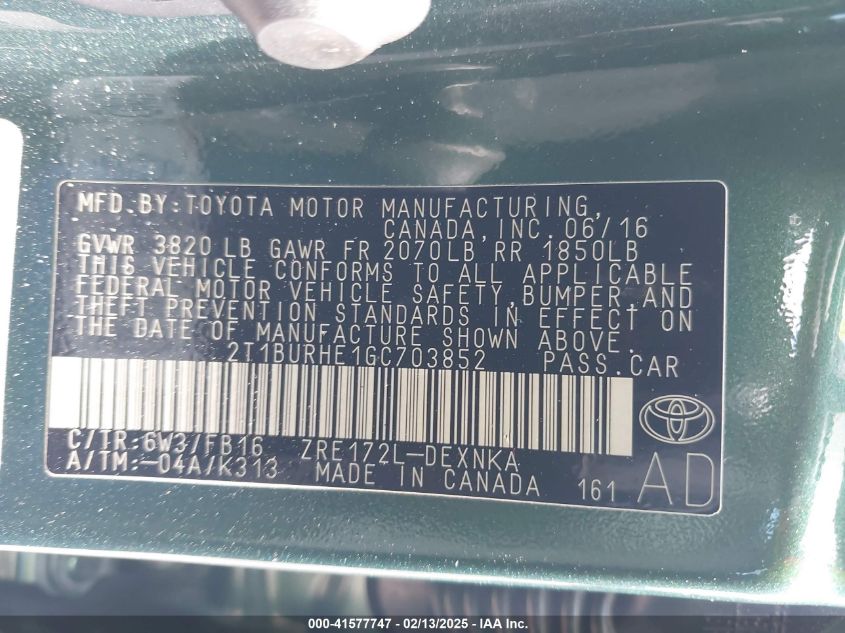 MFD.BY:TOYOTA MOTOR MANUFACTURING,
CANADA,INC.06/16
GVWR 3820 LB GAWR FR 2070LB RR 1850LB
THIS VEHICLE CONFORMS TO ALL APPLICABLE
FEDERAL MOTOR VEHICLE SAFETY,BUMPER,AND
THEFT PREVENTION STANDARDS IN EFFECT ON
THE DATE OF MANUFACTURE SHOWN ABOVE.
2T1BURHE1GC703852 PASS.CAR
C/TR:6W3/FB16 ZRE172L-DEXNKA
A/TM:-04A/K313 MADE IN CANADA 161
AD
000-41577747 - 02/13/2025 - IAA Inc.